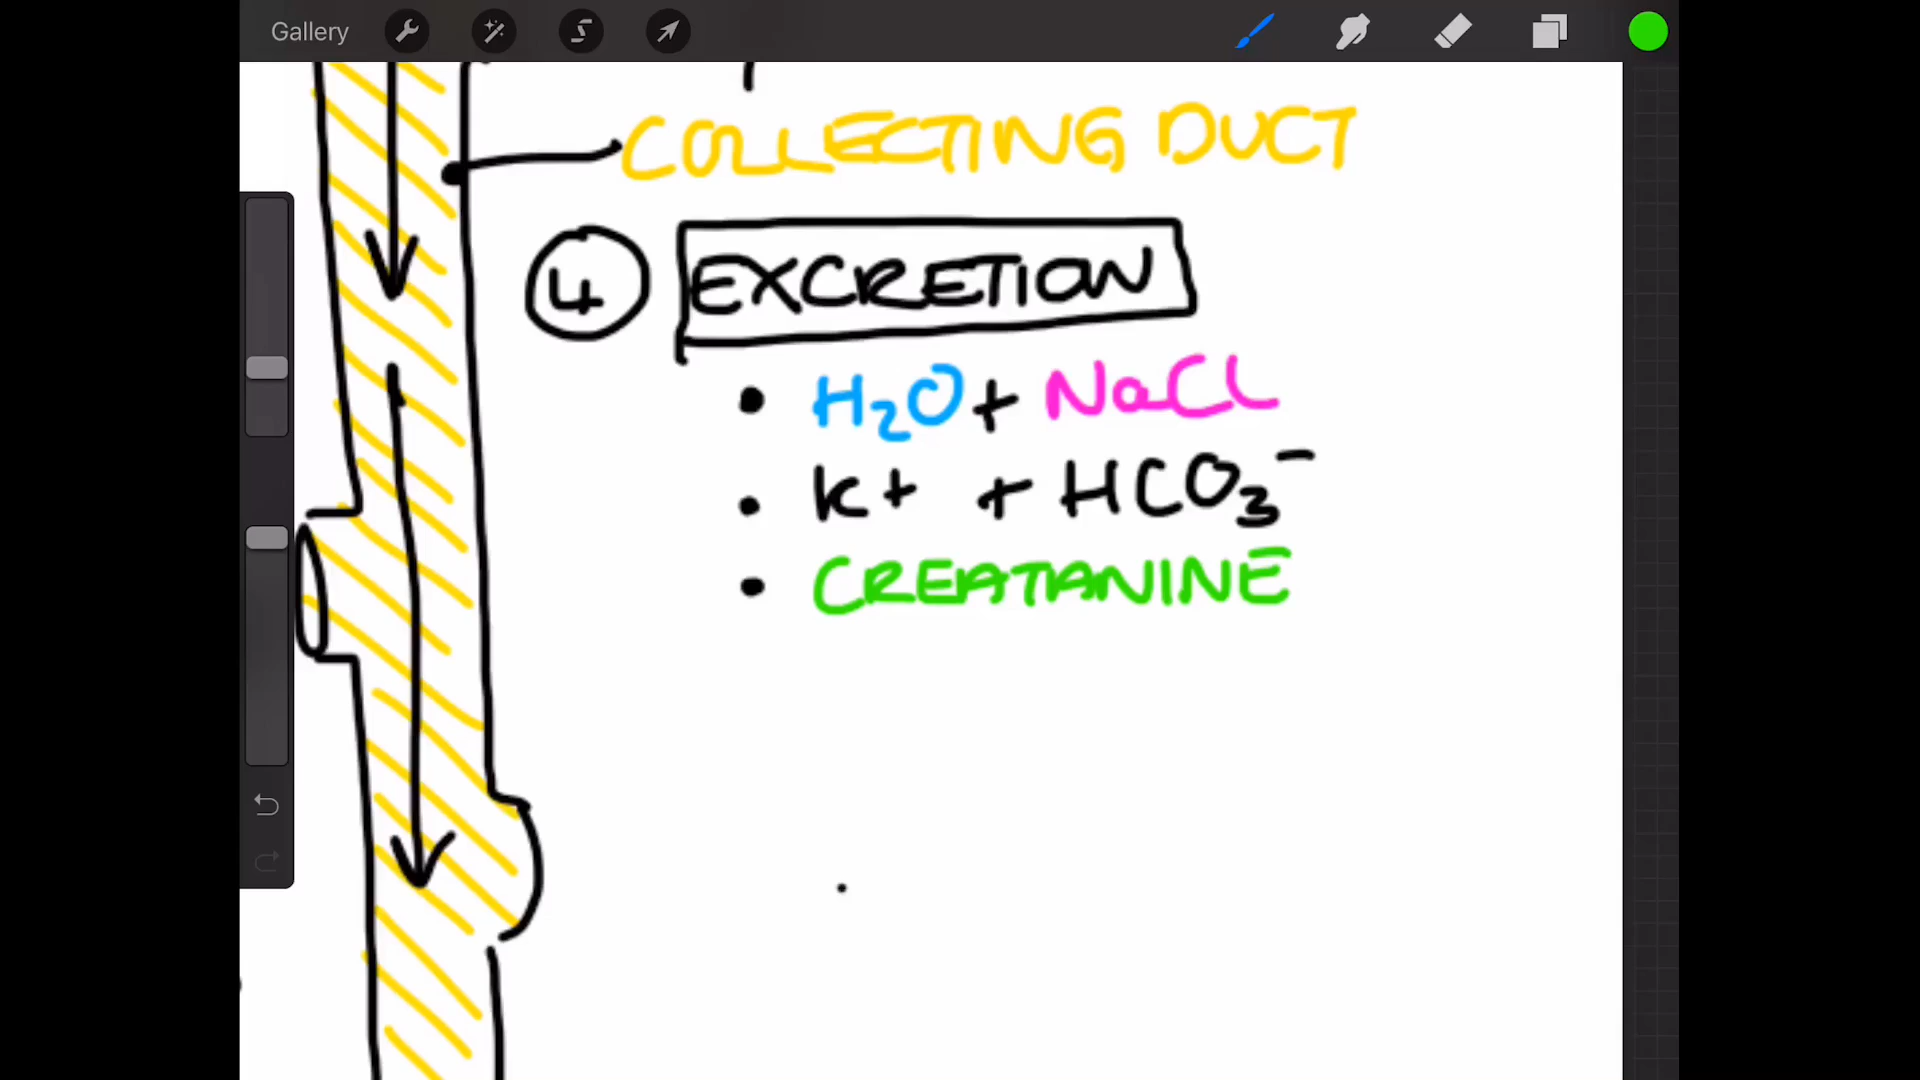 Gallery
COLLECTING DUCT
④ EXCRETION
• H₂O + NaCl
• K+ + HCO₃⁻
• CREATANINE